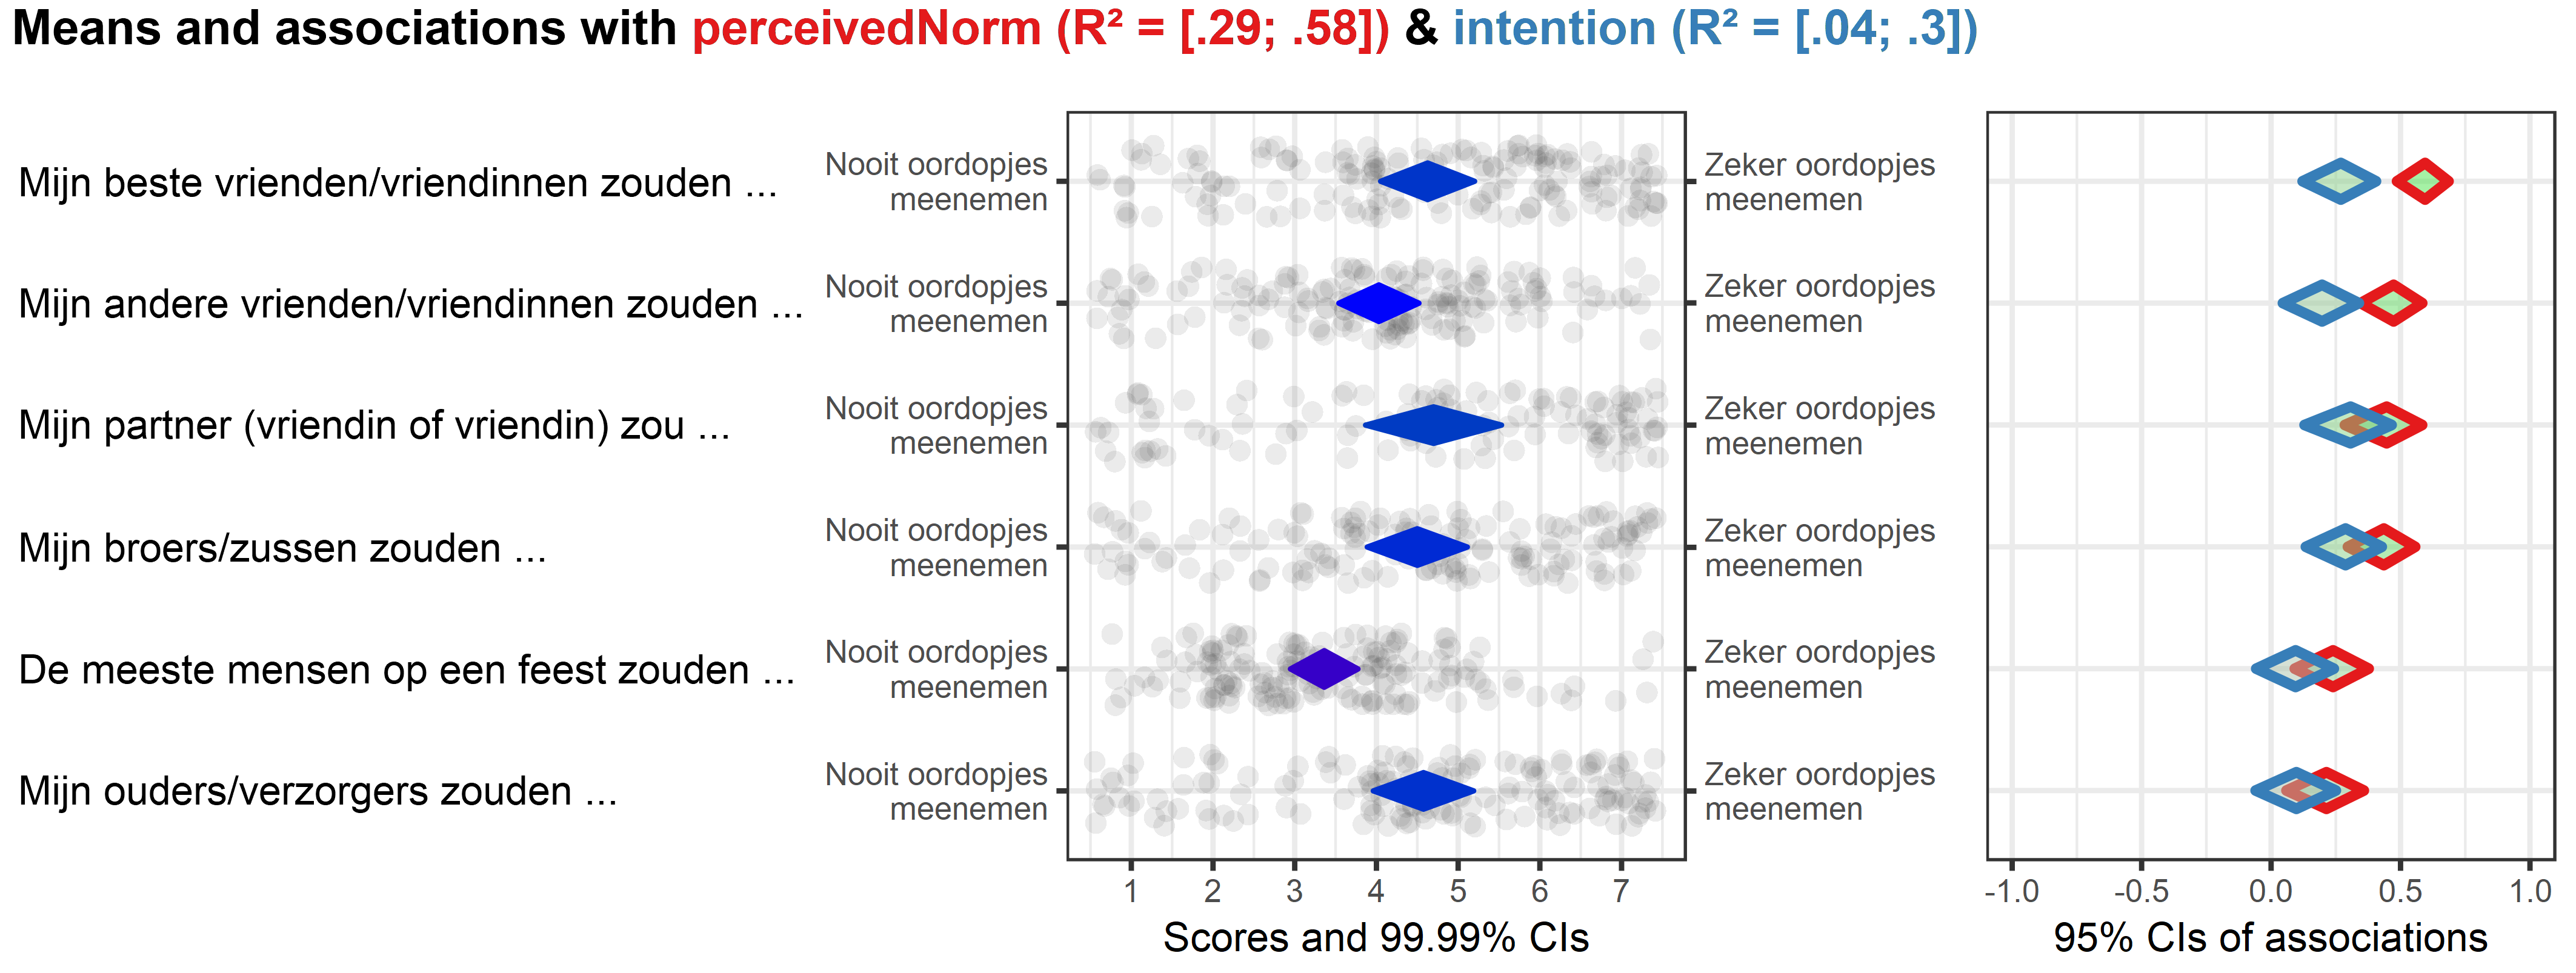 Means and associations with perceivedNorm (R² = [.29; .58]) & intention (R² = [.04; .3])
Mijn beste vrienden/vriendinnen zouden ...
Nooit oordopjes
meenemen
Zeker oordopjes
meenemen
Mijn andere vrienden/vriendinnen zouden ...
Nooit oordopjes
meenemen
Zeker oordopjes
meenemen
Mijn partner (vriendin of vriendin) zou ...
Nooit oordopjes
meenemen
Zeker oordopjes
meenemen
Mijn broers/zussen zouden ...
Nooit oordopjes
meenemen
Zeker oordopjes
meenemen
De meeste mensen op een feest zouden ...
Nooit oordopjes
meenemen
Zeker oordopjes
meenemen
Mijn ouders/verzorgers zouden ...
Nooit oordopjes
meenemen
Zeker oordopjes
meenemen
1 2 3 4 5 6 7
Scores and 99.99% CIs
-1.0 -0.5 0.0 0.5 1.0
95% CIs of associations